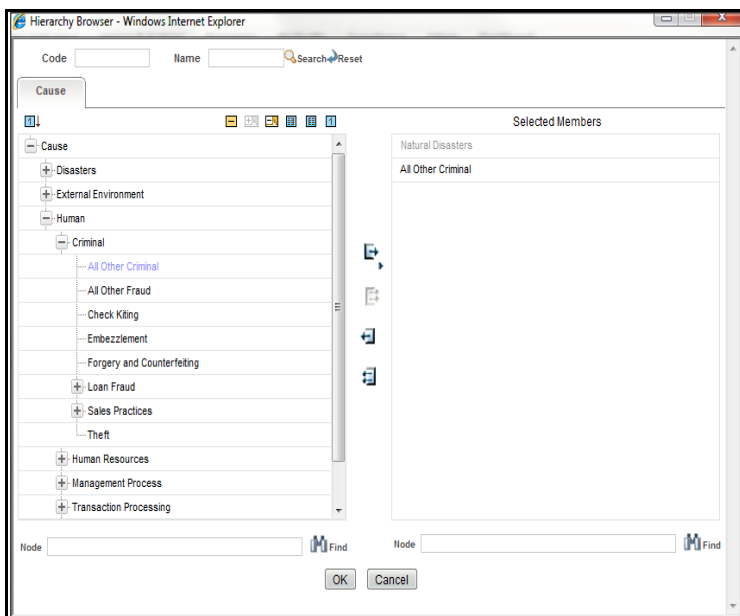 Hierarchy Browser - Windows Internet Explorer
Code Name Search Reset
Cause
Selected Members
Cause
Disasters
External Environment
Human
Criminal
All Other Criminal
All Other Fraud
Check Kiting
Embezzlement
Forgery and Counterfeiting
Loan Fraud
Sales Practices
Theft
Human Resources
Management Process
Transaction Processing
Natural Disasters
All Other Criminal
Node Find
Node Find
OK Cancel